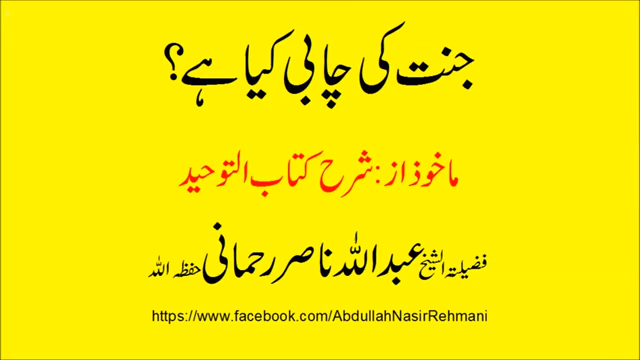 جنت کی چابی کیا ہے؟
ماخوذ از: شرح کتاب التوحید
فضیلتہ الشیخ عبداللہ ناصر رحمانی حفظہ اللہ
https://www.facebook.com/AbdullahNasirRehmani